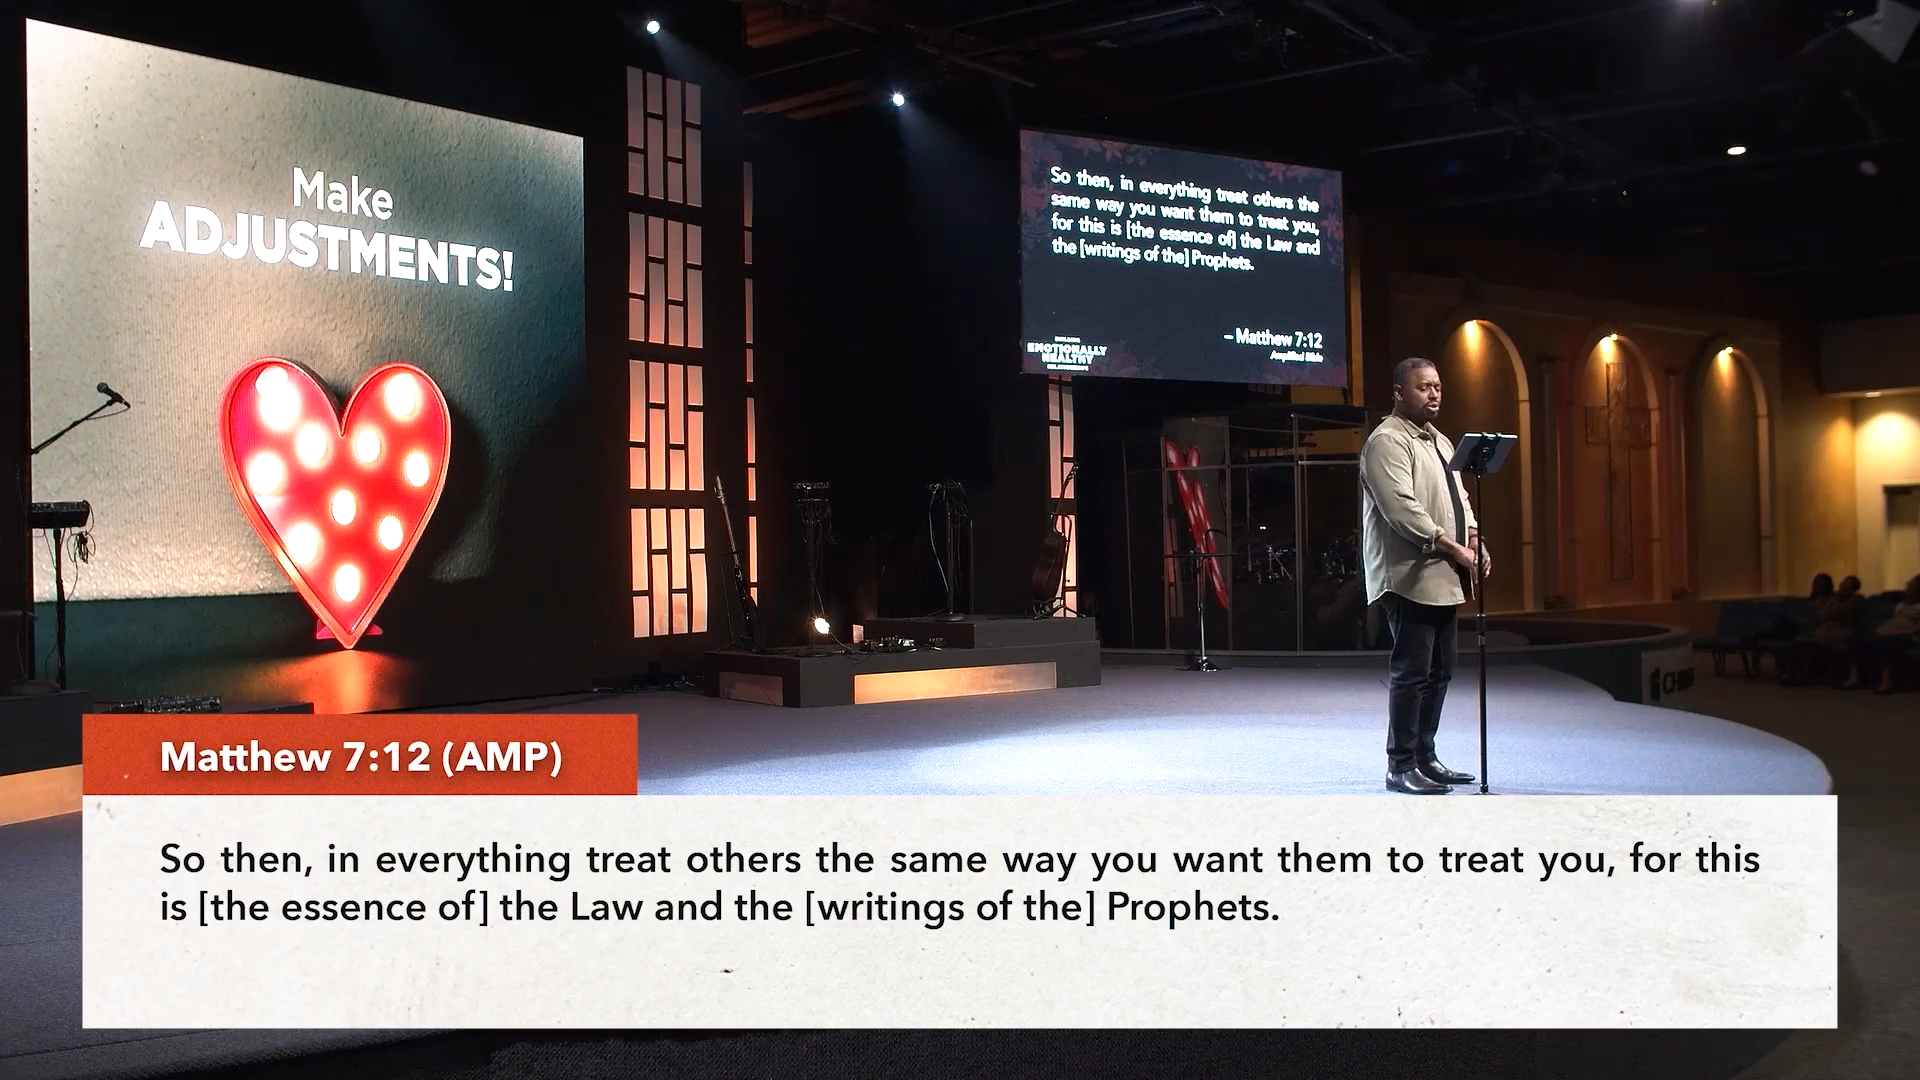 Make
ADJUSTMENTS!
So then, in everything treat others the
same way you want them to treat you,
for this is [the essence of] the Law and
the [writings of the] Prophets.
– Matthew 7:12
Amplified Bible
BUILDING
EMOTIONALLY
HEALTHY
RELATIONSHIPS
Matthew 7:12 (AMP)
So then, in everything treat others the same way you want them to treat you, for this
is [the essence of] the Law and the [writings of the] Prophets.